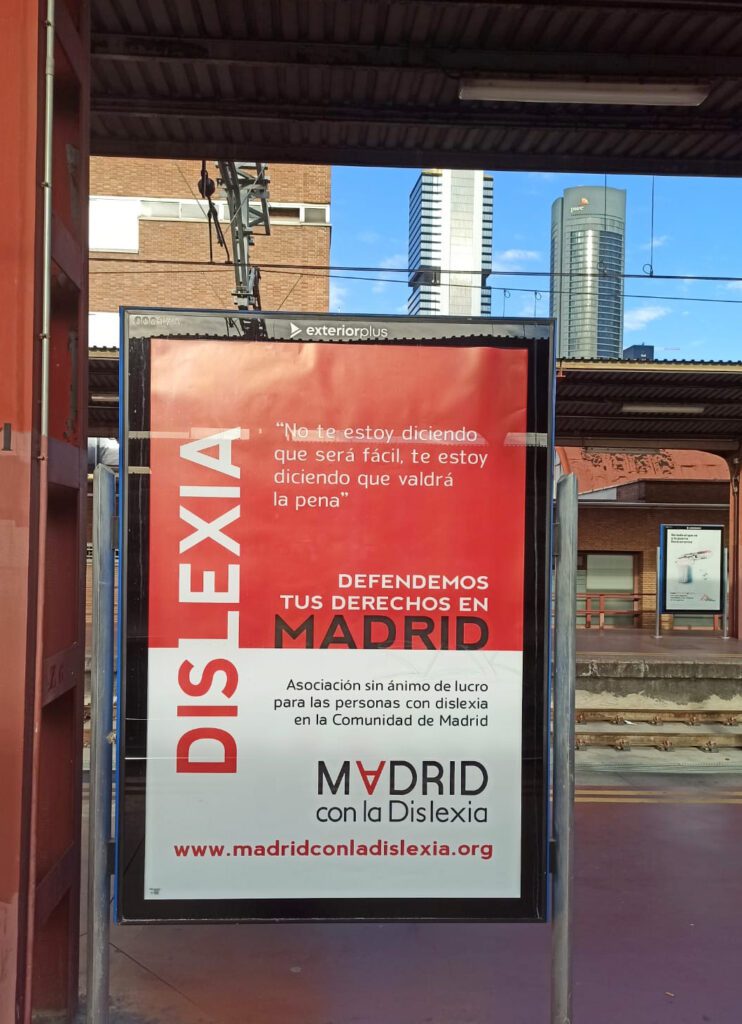 pwc
exteriorplus
DISLEXIA
“No te estoy diciendo
que será fácil, te estoy
diciendo que valdrá
la pena”
DEFENDEMOS
TUS DERECHOS EN
MADRID
Asociación sin ánimo de lucro
para las personas con dislexia
en la Comunidad de Madrid
M∀DRID
con la Dislexia
www.madridconladislexia.org